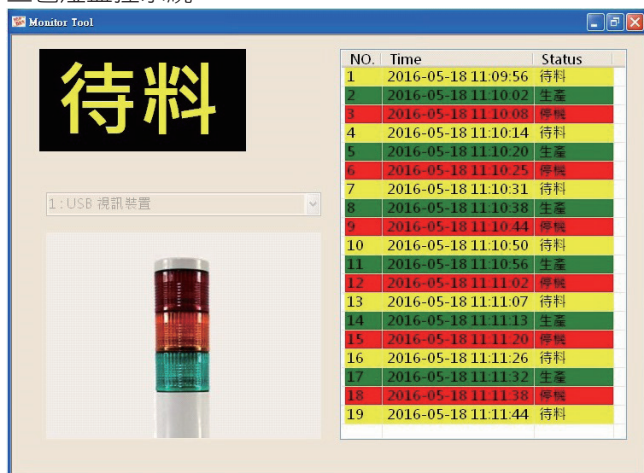 Monitor Tool
待料
1 : USB 視訊裝置
NO. Time Status
1 2016-05-18 11:09:56 待料
2 2016-05-18 11:10:02 生產
3 2016-05-18 11:10:08 停機
4 2016-05-18 11:10:14 待料
5 2016-05-18 11:10:20 生產
6 2016-05-18 11:10:25 停機
7 2016-05-18 11:10:31 待料
8 2016-05-18 11:10:38 生產
9 2016-05-18 11:10:44 停機
10 2016-05-18 11:10:50 待料
11 2016-05-18 11:10:56 生產
12 2016-05-18 11:11:02 停機
13 2016-05-18 11:11:07 待料
14 2016-05-18 11:11:13 生產
15 2016-05-18 11:11:20 停機
16 2016-05-18 11:11:26 待料
17 2016-05-18 11:11:32 生產
18 2016-05-18 11:11:38 停機
19 2016-05-18 11:11:44 待料